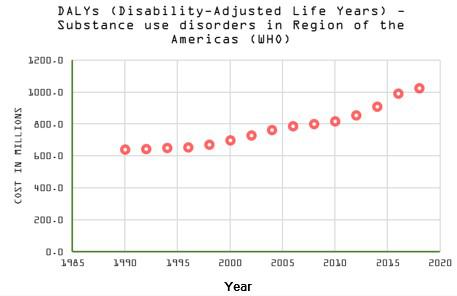 DALYs (Disability-Adjusted Life Years) -
Substance use disorders in Region of the
Americas (WHO)
COST IN MILLIONS
1200.0
1000.0
800.0
600.0
400.0
200.0
0.0
1985 1990 1995 2000 2005 2010 2015 2020
Year